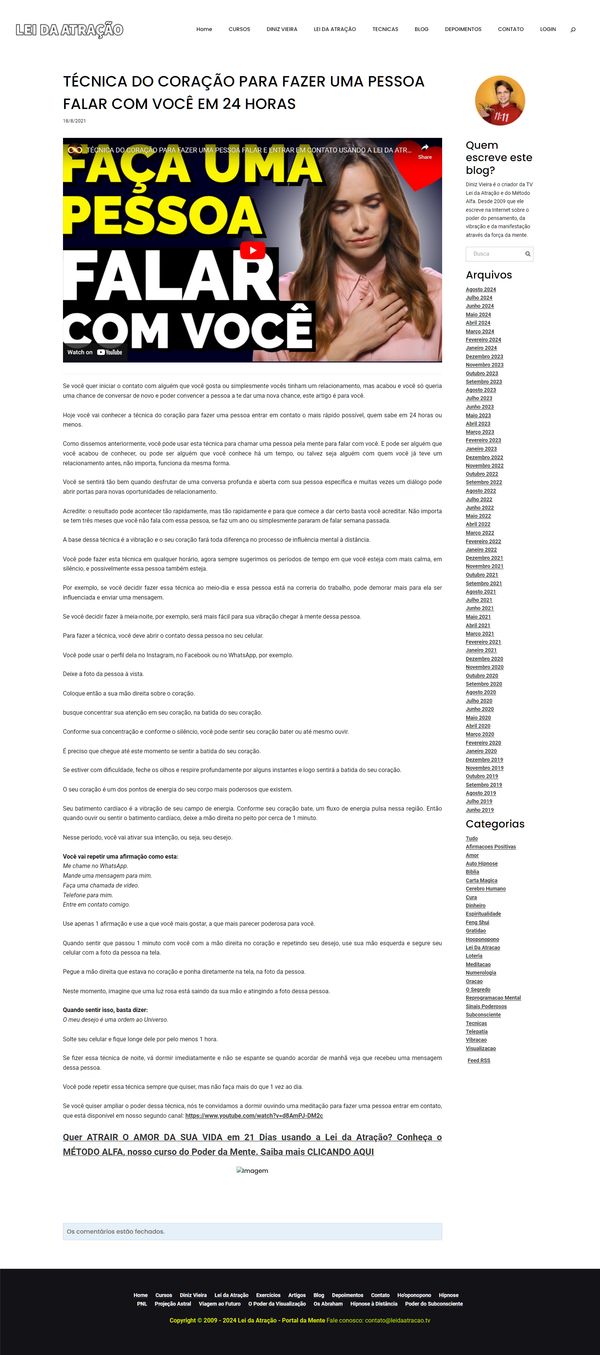 LEI DA ATRAÇÃO
Home CURSOS DINIZ VIEIRA LEI DA ATRAÇÃO TECNICAS BLOG DEPOIMENTOS CONTATO LOGIN
TÉCNICA DO CORAÇÃO PARA FAZER UMA PESSOA
FALAR COM VOCÊ EM 24 HORAS
18/8/2021
TÉCNICA DO CORAÇÃO PARA FAZER UMA PESSOA FALAR E ENTRAR EM CONTATO USANDO A LEI DA ATR...
Share
FAÇA UMA
PESSOA
FALAR
COM VOCÊ
Watch on YouTube
Se você quer iniciar o contato com alguém que você gosta ou simplesmente vocês tinham um relacionamento, mas acabou e você só queria
uma chance de conversar de novo e poder convencer a pessoa a te dar uma nova chance, este artigo é para você.
Hoje você vai conhecer a técnica do coração para fazer uma pessoa entrar em contato o mais rápido possível, quem sabe em 24 horas ou
menos.
Como dissemos anteriormente, você pode usar esta técnica para chamar uma pessoa pela mente para falar com você. E pode ser alguém que
você acabou de conhecer, ou pode ser alguém que você conhece há um tempo, ou talvez seja alguém com quem você já teve um
relacionamento antes, não importa, funciona da mesma forma.
Você se sentirá tão bem quando desfrutar de uma conversa profunda e aberta com sua pessoa específica e muitas vezes um diálogo pode
abrir portas para novas oportunidades de relacionamento.
Acredite: o resultado pode acontecer tão rapidamente, mas tão rapidamente e para que comece a dar certo basta você acreditar. Não importa
se tem três meses que você não fala com essa pessoa, se faz um ano ou simplesmente pararam de falar semana passada.
A base dessa técnica é a vibração e o seu coração fará toda diferença no processo de influência mental à distância.
Você pode fazer esta técnica em qualquer horário, agora sempre sugerimos os períodos de tempo em que você esteja com mais calma, em
silêncio, e possivelmente essa pessoa também esteja.
Por exemplo, se você decidir fazer essa técnica ao meio-dia e essa pessoa está na correria do trabalho, pode demorar mais para ela ser
influenciada e enviar uma mensagem.
Se você decidir fazer à meia-noite, por exemplo, será mais fácil para sua vibração chegar à mente dessa pessoa.
Para fazer a técnica, você deve abrir o contato dessa pessoa no seu celular.
Você pode usar o perfil dela no Instagram, no Facebook ou no WhatsApp, por exemplo.
Deixe a foto da pessoa à vista.
Coloque então a sua mão direita sobre o coração.
busque concentrar sua atenção em seu coração, na batida do seu coração.
Conforme sua concentração e conforme o silêncio, você pode sentir seu coração bater ou até mesmo ouvir.
É preciso que chegue até este momento se sentir a batida do seu coração.
Se estiver com dificuldade, feche os olhos e respire profundamente por alguns instantes e logo sentirá a batida do seu coração.
O seu coração é um dos pontos de energia do seu corpo mais poderosos que existem.
Seu batimento cardíaco é a vibração de seu campo de energia. Conforme seu coração bate, um fluxo de energia pulsa nessa região. Então
quando ouvir ou sentir o batimento cardíaco, deixe a mão direita no peito por cerca de 1 minuto.
Nesse período, você vai ativar sua intenção, ou seja, seu desejo.
Você vai repetir uma afirmação como esta:
Me chame no WhatsApp.
Mande uma mensagem para mim.
Faça uma chamada de vídeo.
Telefone para mim.
Entre em contato comigo.
Use apenas 1 afirmação e use a que você mais gostar, a que mais parecer poderosa para você.
Quando sentir que passou 1 minuto com você com a mão direita no coração e repetindo seu desejo, use sua mão esquerda e segure seu
celular com a foto da pessoa na tela.
Pegue a mão direita que estava no coração e ponha diretamente na tela, na foto da pessoa.
Neste momento, imagine que uma luz rosa está saindo da sua mão e atingindo a foto dessa pessoa.
Quando sentir isso, basta dizer:
O meu desejo é uma ordem ao Universo.
Solte seu celular e fique longe dele por pelo menos 1 hora.
Se fizer essa técnica de noite, vá dormir imediatamente e não se espante se quando acordar de manhã veja que recebeu uma mensagem
dessa pessoa.
Você pode repetir essa técnica sempre que quiser, mas não faça mais do que 1 vez ao dia.
Se você quiser ampliar o poder dessa técnica, nós te convidamos a dormir ouvindo uma meditação para fazer uma pessoa entrar em contato,
que está disponível em nosso segundo canal: https://www.youtube.com/watch?v=d8AmPJ-DM2c
Quer ATRAIR O AMOR DA SUA VIDA em 21 Dias usando a Lei da Atração? Conheça o
MÉTODO ALFA, nosso curso do Poder da Mente. Saiba mais CLICANDO AQUI
Imagem
Os comentários estão fechados.
11:11
Quem
escreve este
blog?
Diniz Vieira é o criador da TV
Lei da Atração e do Método
Alfa. Desde 2009 que ele
escreve na Internet sobre o
poder do pensamento, da
vibração e da manifestação
através da força da mente.
Busca
Arquivos
Agosto 2024
Julho 2024
Junho 2024
Maio 2024
Abril 2024
Março 2024
Fevereiro 2024
Janeiro 2024
Dezembro 2023
Novembro 2023
Outubro 2023
Setembro 2023
Agosto 2023
Julho 2023
Junho 2023
Maio 2023
Abril 2023
Março 2023
Fevereiro 2023
Janeiro 2023
Dezembro 2022
Novembro 2022
Outubro 2022
Setembro 2022
Agosto 2022
Julho 2022
Junho 2022
Maio 2022
Abril 2022
Março 2022
Fevereiro 2022
Janeiro 2022
Dezembro 2021
Novembro 2021
Outubro 2021
Setembro 2021
Agosto 2021
Julho 2021
Junho 2021
Maio 2021
Abril 2021
Março 2021
Fevereiro 2021
Janeiro 2021
Dezembro 2020
Novembro 2020
Outubro 2020
Setembro 2020
Agosto 2020
Julho 2020
Junho 2020
Maio 2020
Abril 2020
Março 2020
Fevereiro 2020
Janeiro 2020
Dezembro 2019
Novembro 2019
Outubro 2019
Setembro 2019
Agosto 2019
Julho 2019
Junho 2019
Categorias
Tudo
Afirmacoes Positivas
Amor
Auto Hipnose
Biblia
Carta Magica
Cerebro Humano
Cura
Dinheiro
Espiritualidade
Feng Shui
Gratidao
Hooponopono
Lei Da Atracao
Loteria
Meditacao
Numerologia
Oracao
O Segredo
Reprogramacao Mental
Sinais Poderosos
Subconsciente
Tecnicas
Telepatia
Vibracao
Visualizacao
Feed RSS
Home Cursos Diniz Vieira Lei da Atração Exercícios Artigos Blog Depoimentos Contato Ho'oponopono Hipnose
PNL Projeção Astral Viagem ao Futuro O Poder da Visualização Os Abraham Hipnose à Distância Poder do Subconsciente
Copyright © 2009 - 2024 Lei da Atração - Portal da Mente Fale conosco: contato@leidaatracao.tv